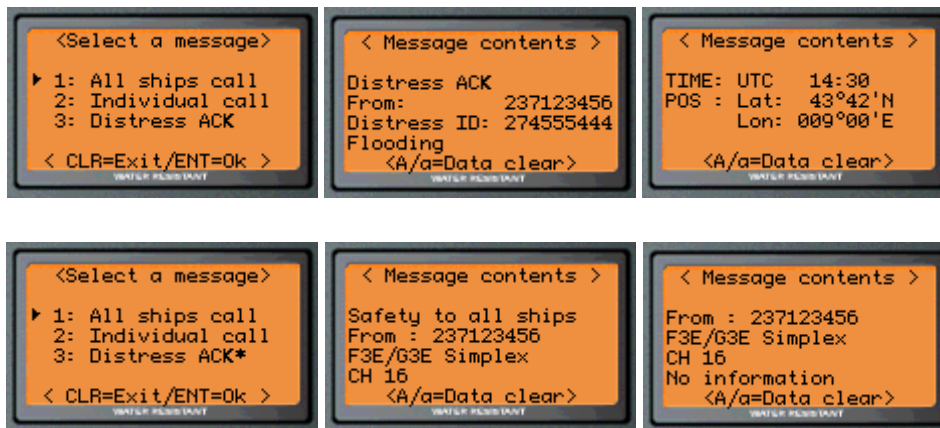 <Select a message>
1: All ships call
2: Individual call
3: Distress ACK
< CLR=Exit/ENT=Ok >
WATER RESISTANT
< Message contents >
Distress ACK
From: 237123456
Distress ID: 274555444
Flooding
<A/a=Data clear>
WATER RESISTANT
< Message contents >
TIME: UTC 14:30
POS : Lat: 43°42'N
Lon: 009°00'E
<A/a=Data clear>
WATER RESISTANT
<Select a message>
1: All ships call
2: Individual call
3: Distress ACK*
< CLR=Exit/ENT=Ok >
WATER RESISTANT
< Message contents >
Safety to all ships
From : 237123456
F3E/G3E Simplex
CH 16
<A/a=Data clear>
WATER RESISTANT
< Message contents >
From : 237123456
F3E/G3E Simplex
CH 16
No information
<A/a=Data clear>
WATER RESISTANT